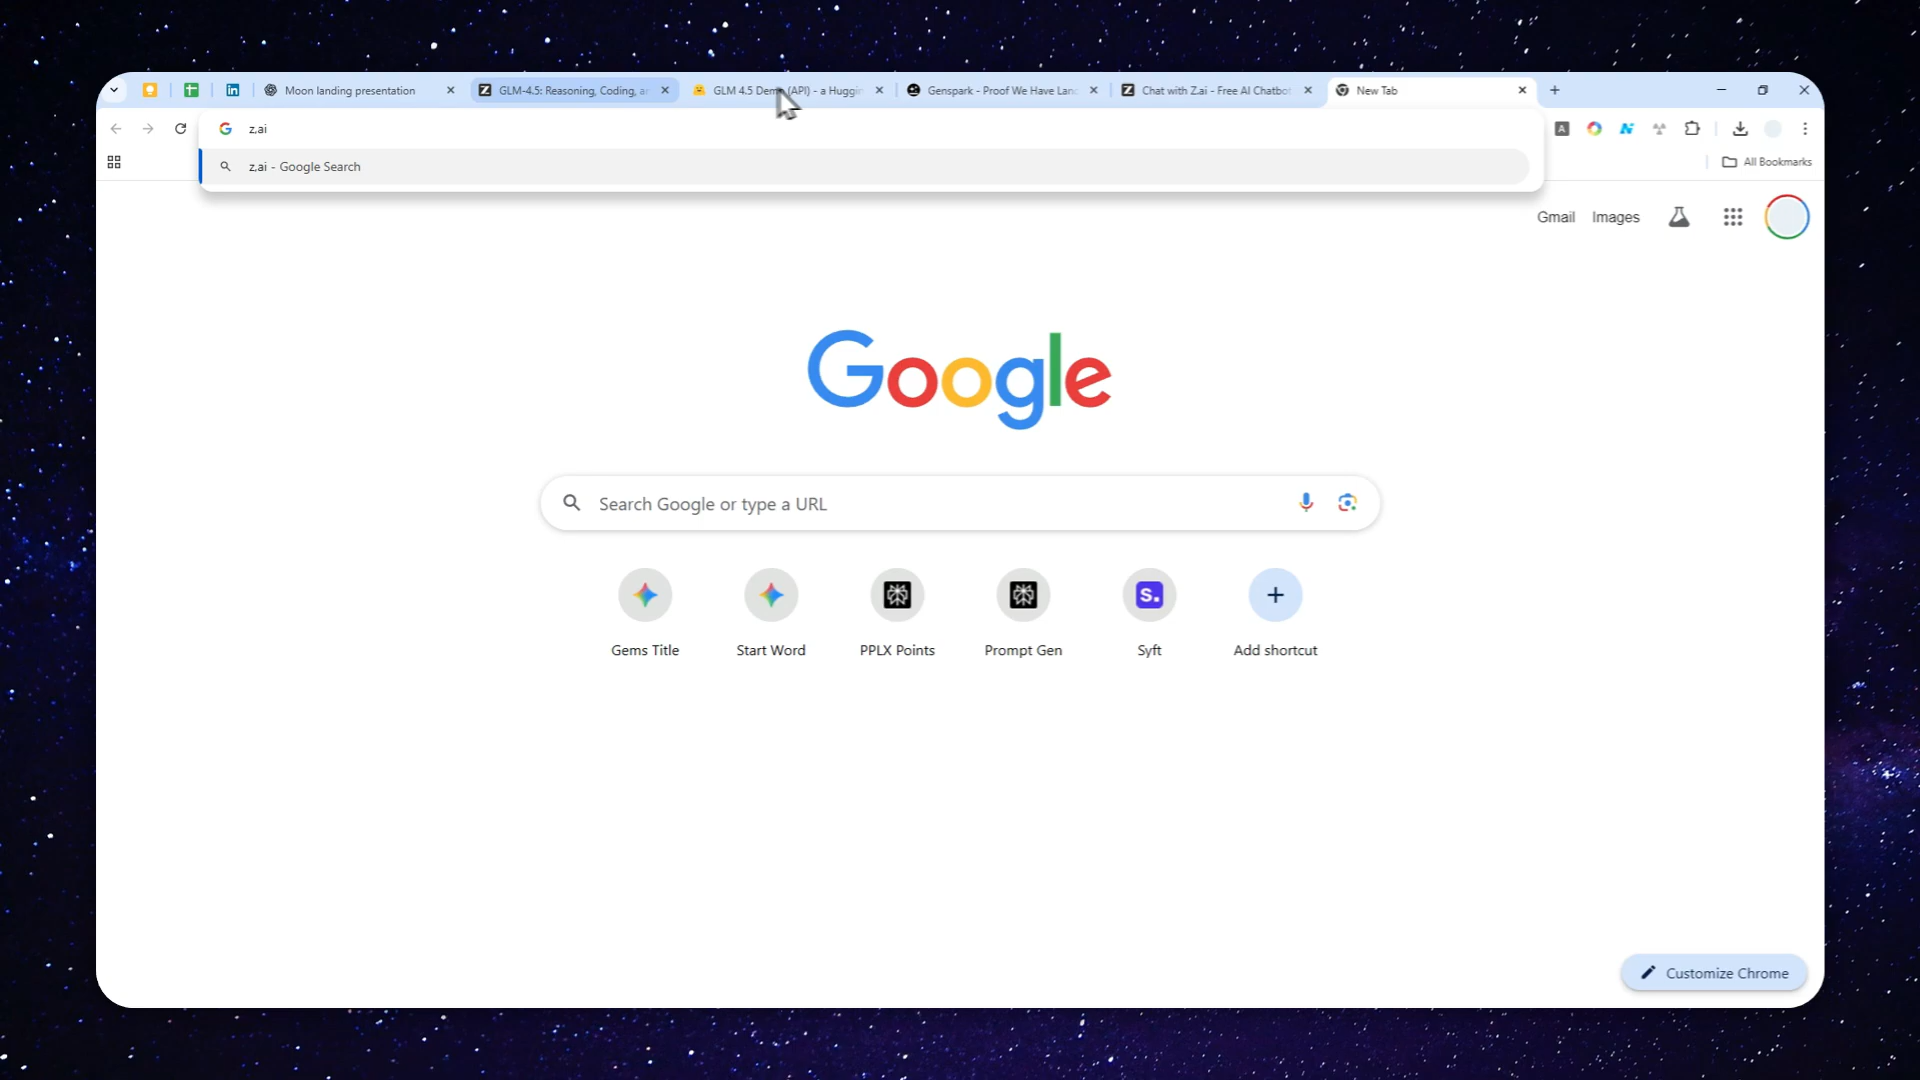 Moon landing presentation
GLM-4.5: Reasoning, Coding, ar
GLM 4.5 Dem (API) - a Huggin
Genspark - Proof We Have Lan
Chat with Z.ai - Free AI Chatbot
New Tab
z,ai
z,ai - Google Search
All Bookmarks
Gmail
Images
Google
Search Google or type a URL
S.
Gems Title
Start Word
PPLX Points
Prompt Gen
Syft
Add shortcut
Customize Chrome